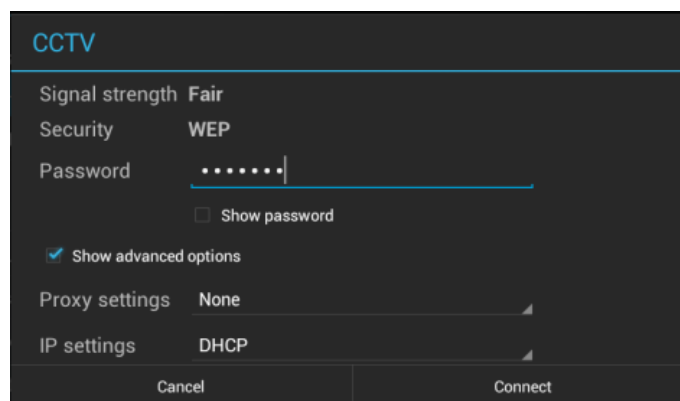 CCTV
Signal strength Fair
Security WEP
Password •••••••
Show password
Show advanced options
Proxy settings None
IP settings DHCP
Cancel Connect